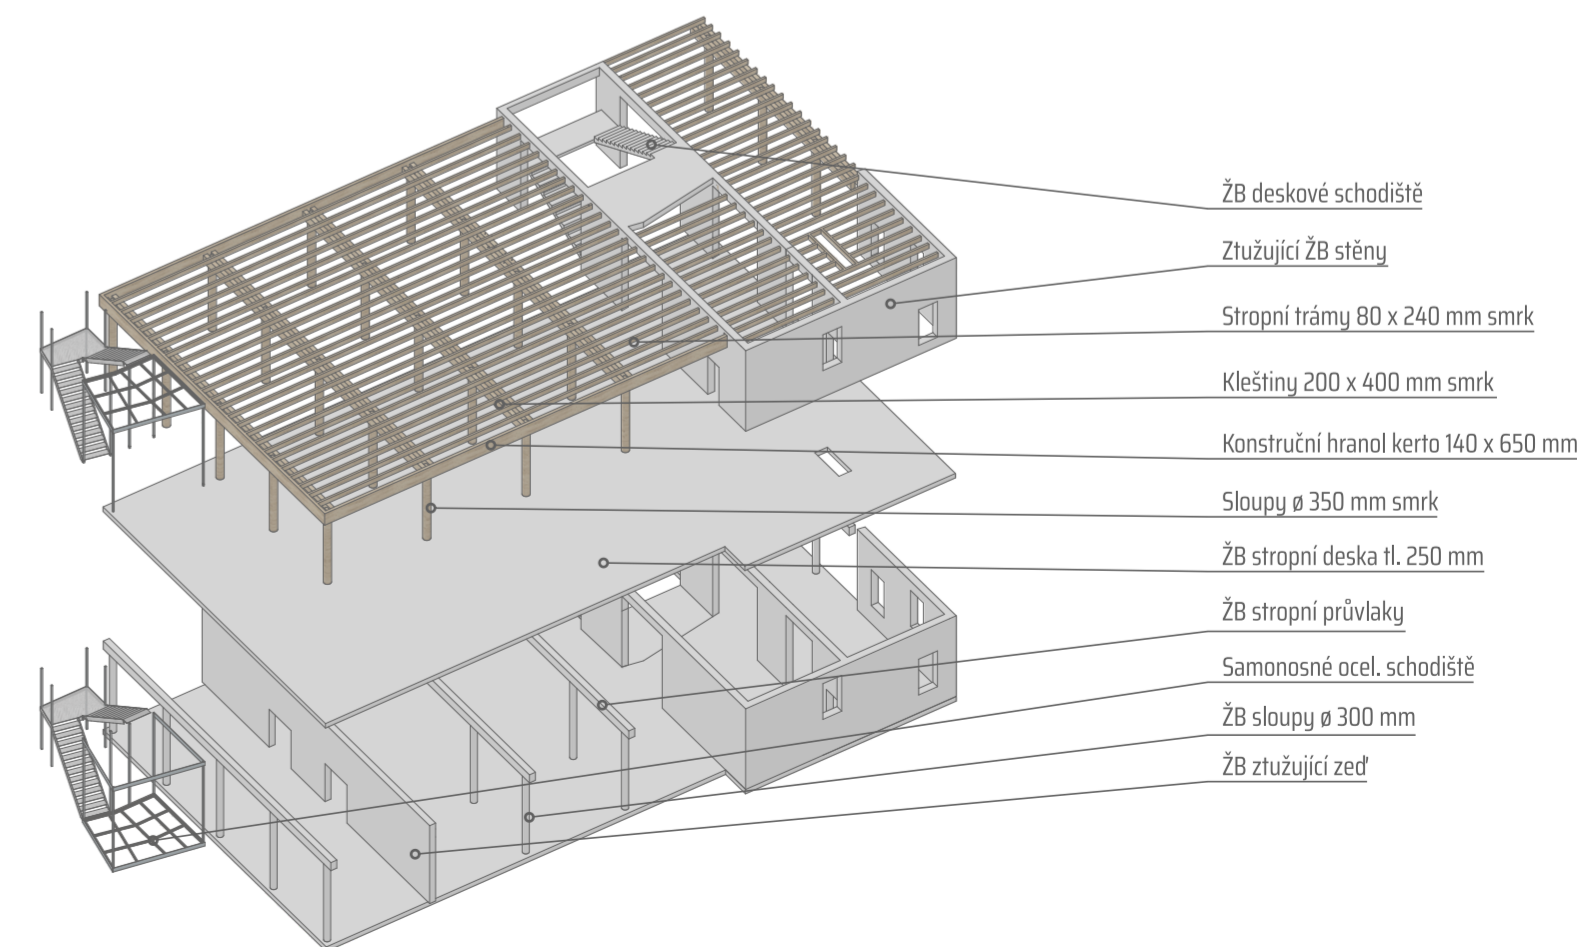 ŽB deskové schodiště
Ztužující ŽB stěny
Stropní trámy 80 x 240 mm smrk
Kleštiny 200 x 400 mm smrk
Konstruční hranol kerto 140 x 650 mm
Sloupy ø 350 mm smrk
ŽB stropní deska tl. 250 mm
ŽB stropní průvlaky
Samonosné ocel. schodiště
ŽB sloupy ø 300 mm
ŽB ztužující zeď